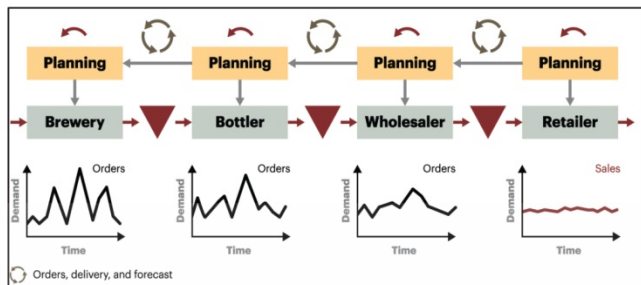 Planning
Planning
Planning
Planning
Brewery
Bottler
Wholesaler
Retailer
Orders
Orders
Orders
Sales
Demand
Demand
Demand
Demand
Time
Time
Time
Time
Orders, delivery, and forecast